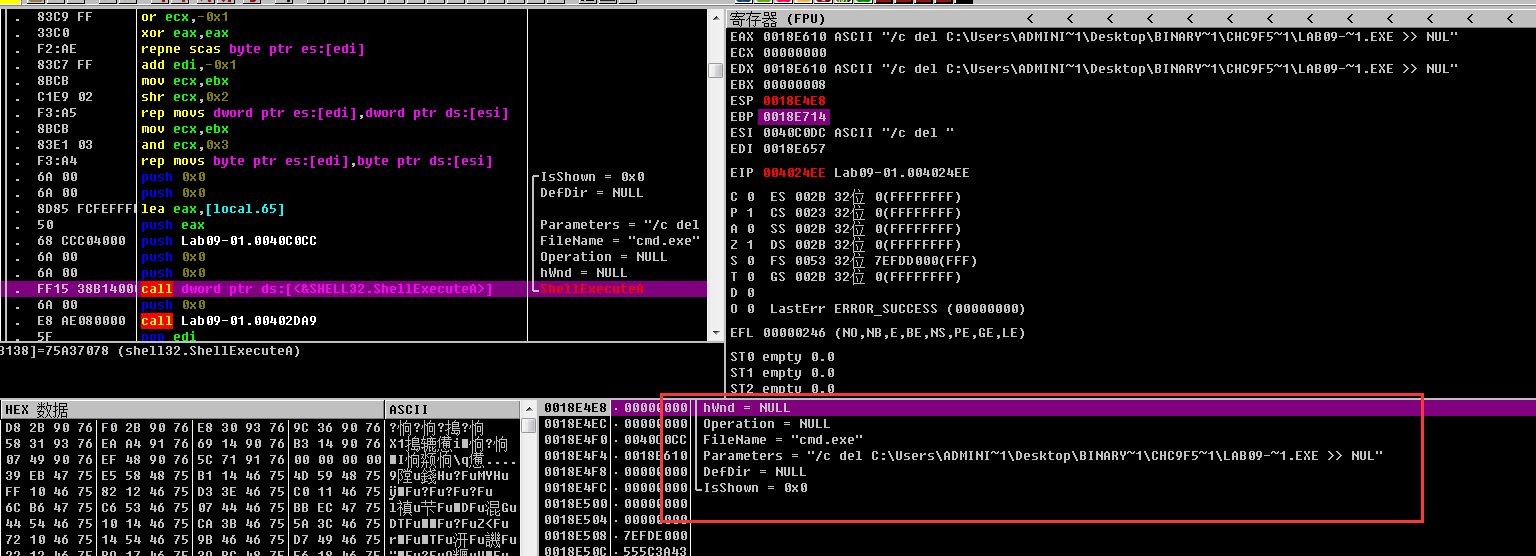 . 83C9 FF or ecx,-0x1
. 33C0 xor eax,eax
. F2:AE repne scas byte ptr es:[edi]
. 83C7 FF add edi,-0x1
. 8BCB mov ecx,ebx
. C1E9 02 shr ecx,0x2
. F3:A5 rep movs dword ptr es:[edi],dword ptr ds:[esi]
. 8BCB mov ecx,ebx
. 83E1 03 and ecx,0x3
. F3:A4 rep movs byte ptr es:[edi],byte ptr ds:[esi]
. 6A 00 push 0x0 IsShown = 0x0
. 6A 00 push 0x0 DefDir = NULL
. 8D85 FCFEFFFF lea eax,[local.65]
. 50 push eax Parameters = "/c del
. 68 CCC04000 push Lab09-01.0040C0CC FileName = "cmd.exe"
. 6A 00 push 0x0 Operation = NULL
. 6A 00 push 0x0 hWnd = NULL
. FF15 38B14000 call dword ptr ds:[<&SHELL32.ShellExecuteA>] ShellExecuteA
. 6A 00 push 0x0
. E8 AE080000 call Lab09-01.00402DA9
. 5F pop edi
3138]=75A37078 (shell32.ShellExecuteA)
寄存器 (FPU) < < < < < < < < < < < < <
EAX 0018E610 ASCII "/c del C:\Users\ADMINI~1\Desktop\BINARY~1\CHC9F5~1\LAB09-~1.EXE >> NUL"
ECX 00000000
EDX 0018E610 ASCII "/c del C:\Users\ADMINI~1\Desktop\BINARY~1\CHC9F5~1\LAB09-~1.EXE >> NUL"
EBX 00000008
ESP 0018E4E8
EBP 0018E714
ESI 0040C0DC ASCII "/c del "
EDI 0018E657
EIP 004024EE Lab09-01.004024EE
C 0 ES 002B 32位 0(FFFFFFFF)
P 1 CS 0023 32位 0(FFFFFFFF)
A 0 SS 002B 32位 0(FFFFFFFF)
Z 1 DS 002B 32位 0(FFFFFFFF)
S 0 FS 0053 32位 7EFDD000(FFF)
T 0 GS 002B 32位 0(FFFFFFFF)
D 0
O 0 LastErr ERROR_SUCCESS (00000000)
EFL 00000246 (NO,NB,E,BE,NS,PE,GE,LE)
ST0 empty 0.0
ST1 empty 0.0
ST2 empty 0.0
HEX 数据 ASCII
D8 2B 90 76 F0 2B 90 76 E8 30 93 76 9C 36 90 76
58 31 93 76 EA A4 91 76 69 14 90 76 B3 14 90 76
07 49 90 76 EF 48 90 76 5C 71 91 76 00 00 00 00
39 EB 47 75 E5 58 48 75 B1 14 46 75 4D 59 48 75
FF 10 46 75 82 12 46 75 D3 3E 46 75 C0 11 46 75
6C B6 47 75 C6 53 46 75 07 44 46 75 BB EC 47 75
44 54 46 75 10 14 46 75 CA 3B 46 75 5A 3C 46 75
72 10 46 75 14 54 46 75 9B 46 46 75 D7 49 46 75
0018E4E8 00000000 hWnd = NULL
0018E4EC 00000000 Operation = NULL
0018E4F0 0040C0CC FileName = "cmd.exe"
0018E4F4 0018E610 Parameters = "/c del C:\Users\ADMINI~1\Desktop\BINARY~1\CHC9F5~1\LAB09-~1.EXE >> NUL"
0018E4F8 00000000 DefDir = NULL
0018E4FC 00000000 IsShown = 0x0
0018E500 00000000
0018E504 00000000
0018E508 7EFDE000
0018E50C 555C3A43